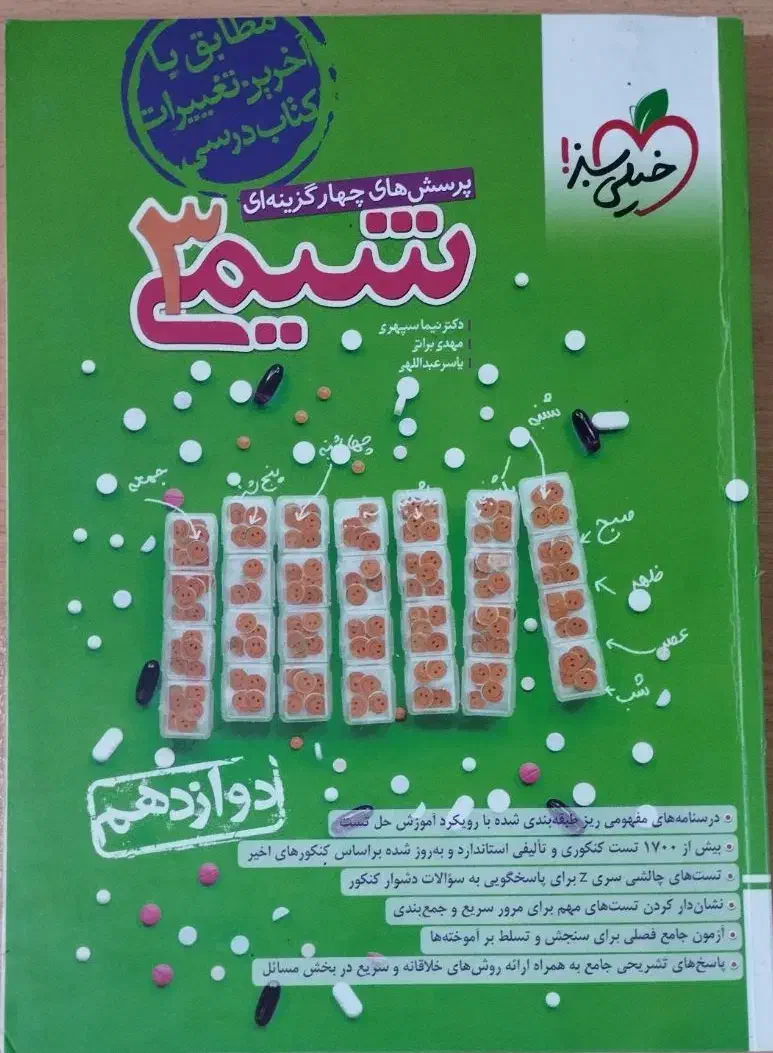 مطابق با
آخرین تغییرات
کتاب درسی
خیلی سبز!
پرسش‌های چهارگزینه‌ای
شیمی ۳
دکتر نیما سپهری
مهدی براتی
یاسر عبداللهی
شنبه
چهارشنبه
پنج‌شنبه
جمعه
صبح
ظهر
عصر
شب
دوازدهم
درسنامه‌های مفهومی ریز طبقه‌بندی شده با رویکرد آموزش حل تست
بیش از ۱۷۰۰ تست کنکوری و تألیفی استاندارد و به‌روز شده براساس کنکورهای اخیر
تست‌های چالشی سری Z برای پاسخگویی به سؤالات دشوار کنکور
نشان‌دار کردن تست‌های مهم برای مرور سریع و جمع‌بندی
آزمون جامع فصلی برای سنجش و تسلط بر آموخته‌ها
پاسخ‌های تشریحی جامع به همراه ارائه روش‌های خلاقانه و سریع در بخش مسائل